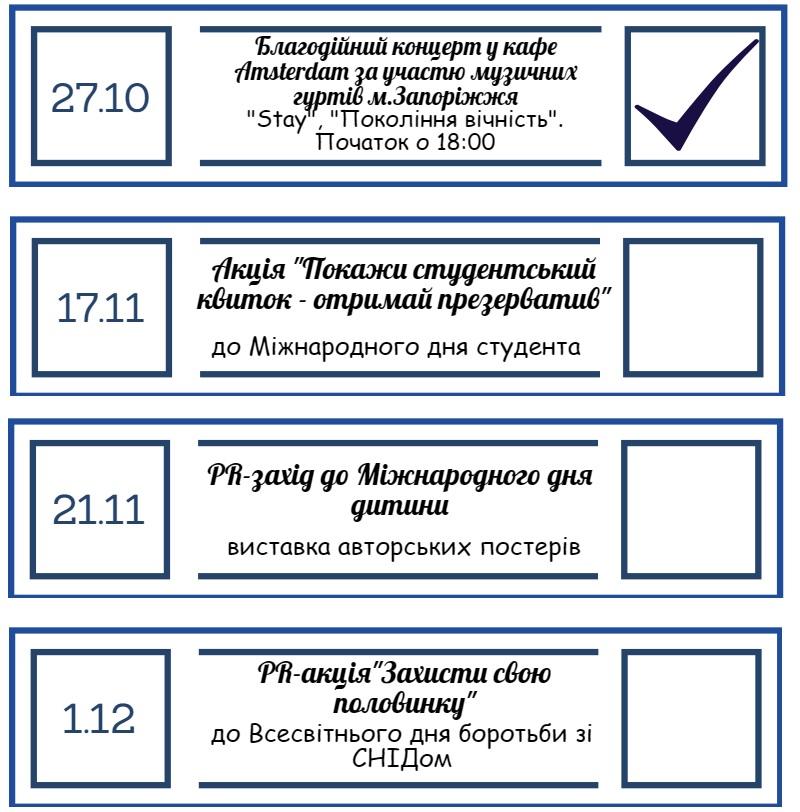 27.10
Благодійний концерт у кафе
Amsterdam за участю музичних
гуртів м.Запоріжжя
"Stay", "Покоління вічність".
Початок о 18:00
17.11
Акція "Покажи студентський
квиток - отримай презерватив"
до Міжнародного дня студента
21.11
PR-захід до Міжнародного дня
дитини
виставка авторських постерів
1.12
PR-акція"Захисти свою
половинку"
до Всесвітнього дня боротьби зі
СНІДом